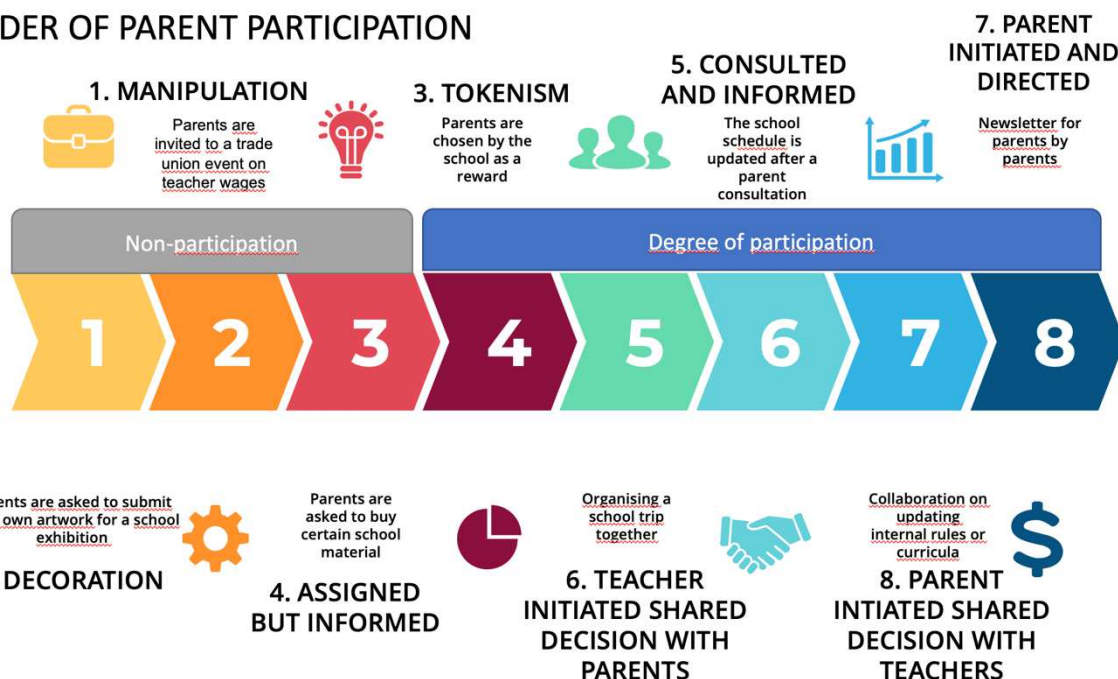 DER OF PARENT PARTICIPATION
1. MANIPULATION
Parents are
invited to a trade
union event on
teacher wages
3. TOKENISM
Parents are
chosen by the
school as a
reward
5. CONSULTED
AND INFORMED
The school
schedule is
updated after a
parent
consultation
7. PARENT
INITIATED AND
DIRECTED
Newsletter for
parents by
parents
Non-participation
Degree of participation
1
2
3
4
5
6
7
8
ents are asked to submit
own artwork for a school
exhibition
DECORATION
Parents are
asked to buy
certain school
material
4. ASSIGNED
BUT INFORMED
Organising a
school trip
together
6. TEACHER
INITIATED SHARED
DECISION WITH
PARENTS
Collaboration on
updating
internal rules or
curricula
$
8. PARENT
INTIATED SHARED
DECISION WITH
TEACHERS